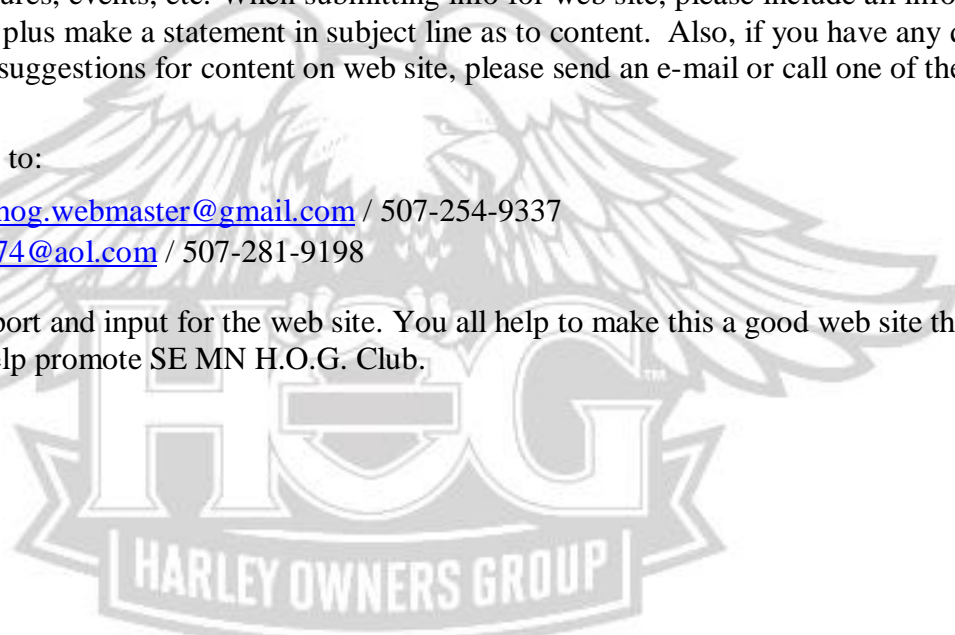 ures, events, etc. When submitting info for web site, please include all info
plus make a statement in subject line as to content.  Also, if you have any
suggestions for content on web site, please send an e-mail or call one of the
to:
hog.webmaster@gmail.com / 507-254-9337
74@aol.com / 507-281-9198
port and input for the web site. You all help to make this a good web site th
elp promote SE MN H.O.G. Club.
HOG
TM
HARLEY OWNERS GROUP